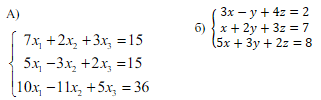 А)
7x₁ + 2x₂ + 3x₃ = 15
5x₁ − 3x₂ + 2x₃ = 15
10x₁ − 11x₂ + 5x₃ = 36
б)
3x − y + 4z = 2
x + 2y + 3z = 7
5x + 3y + 2z = 8